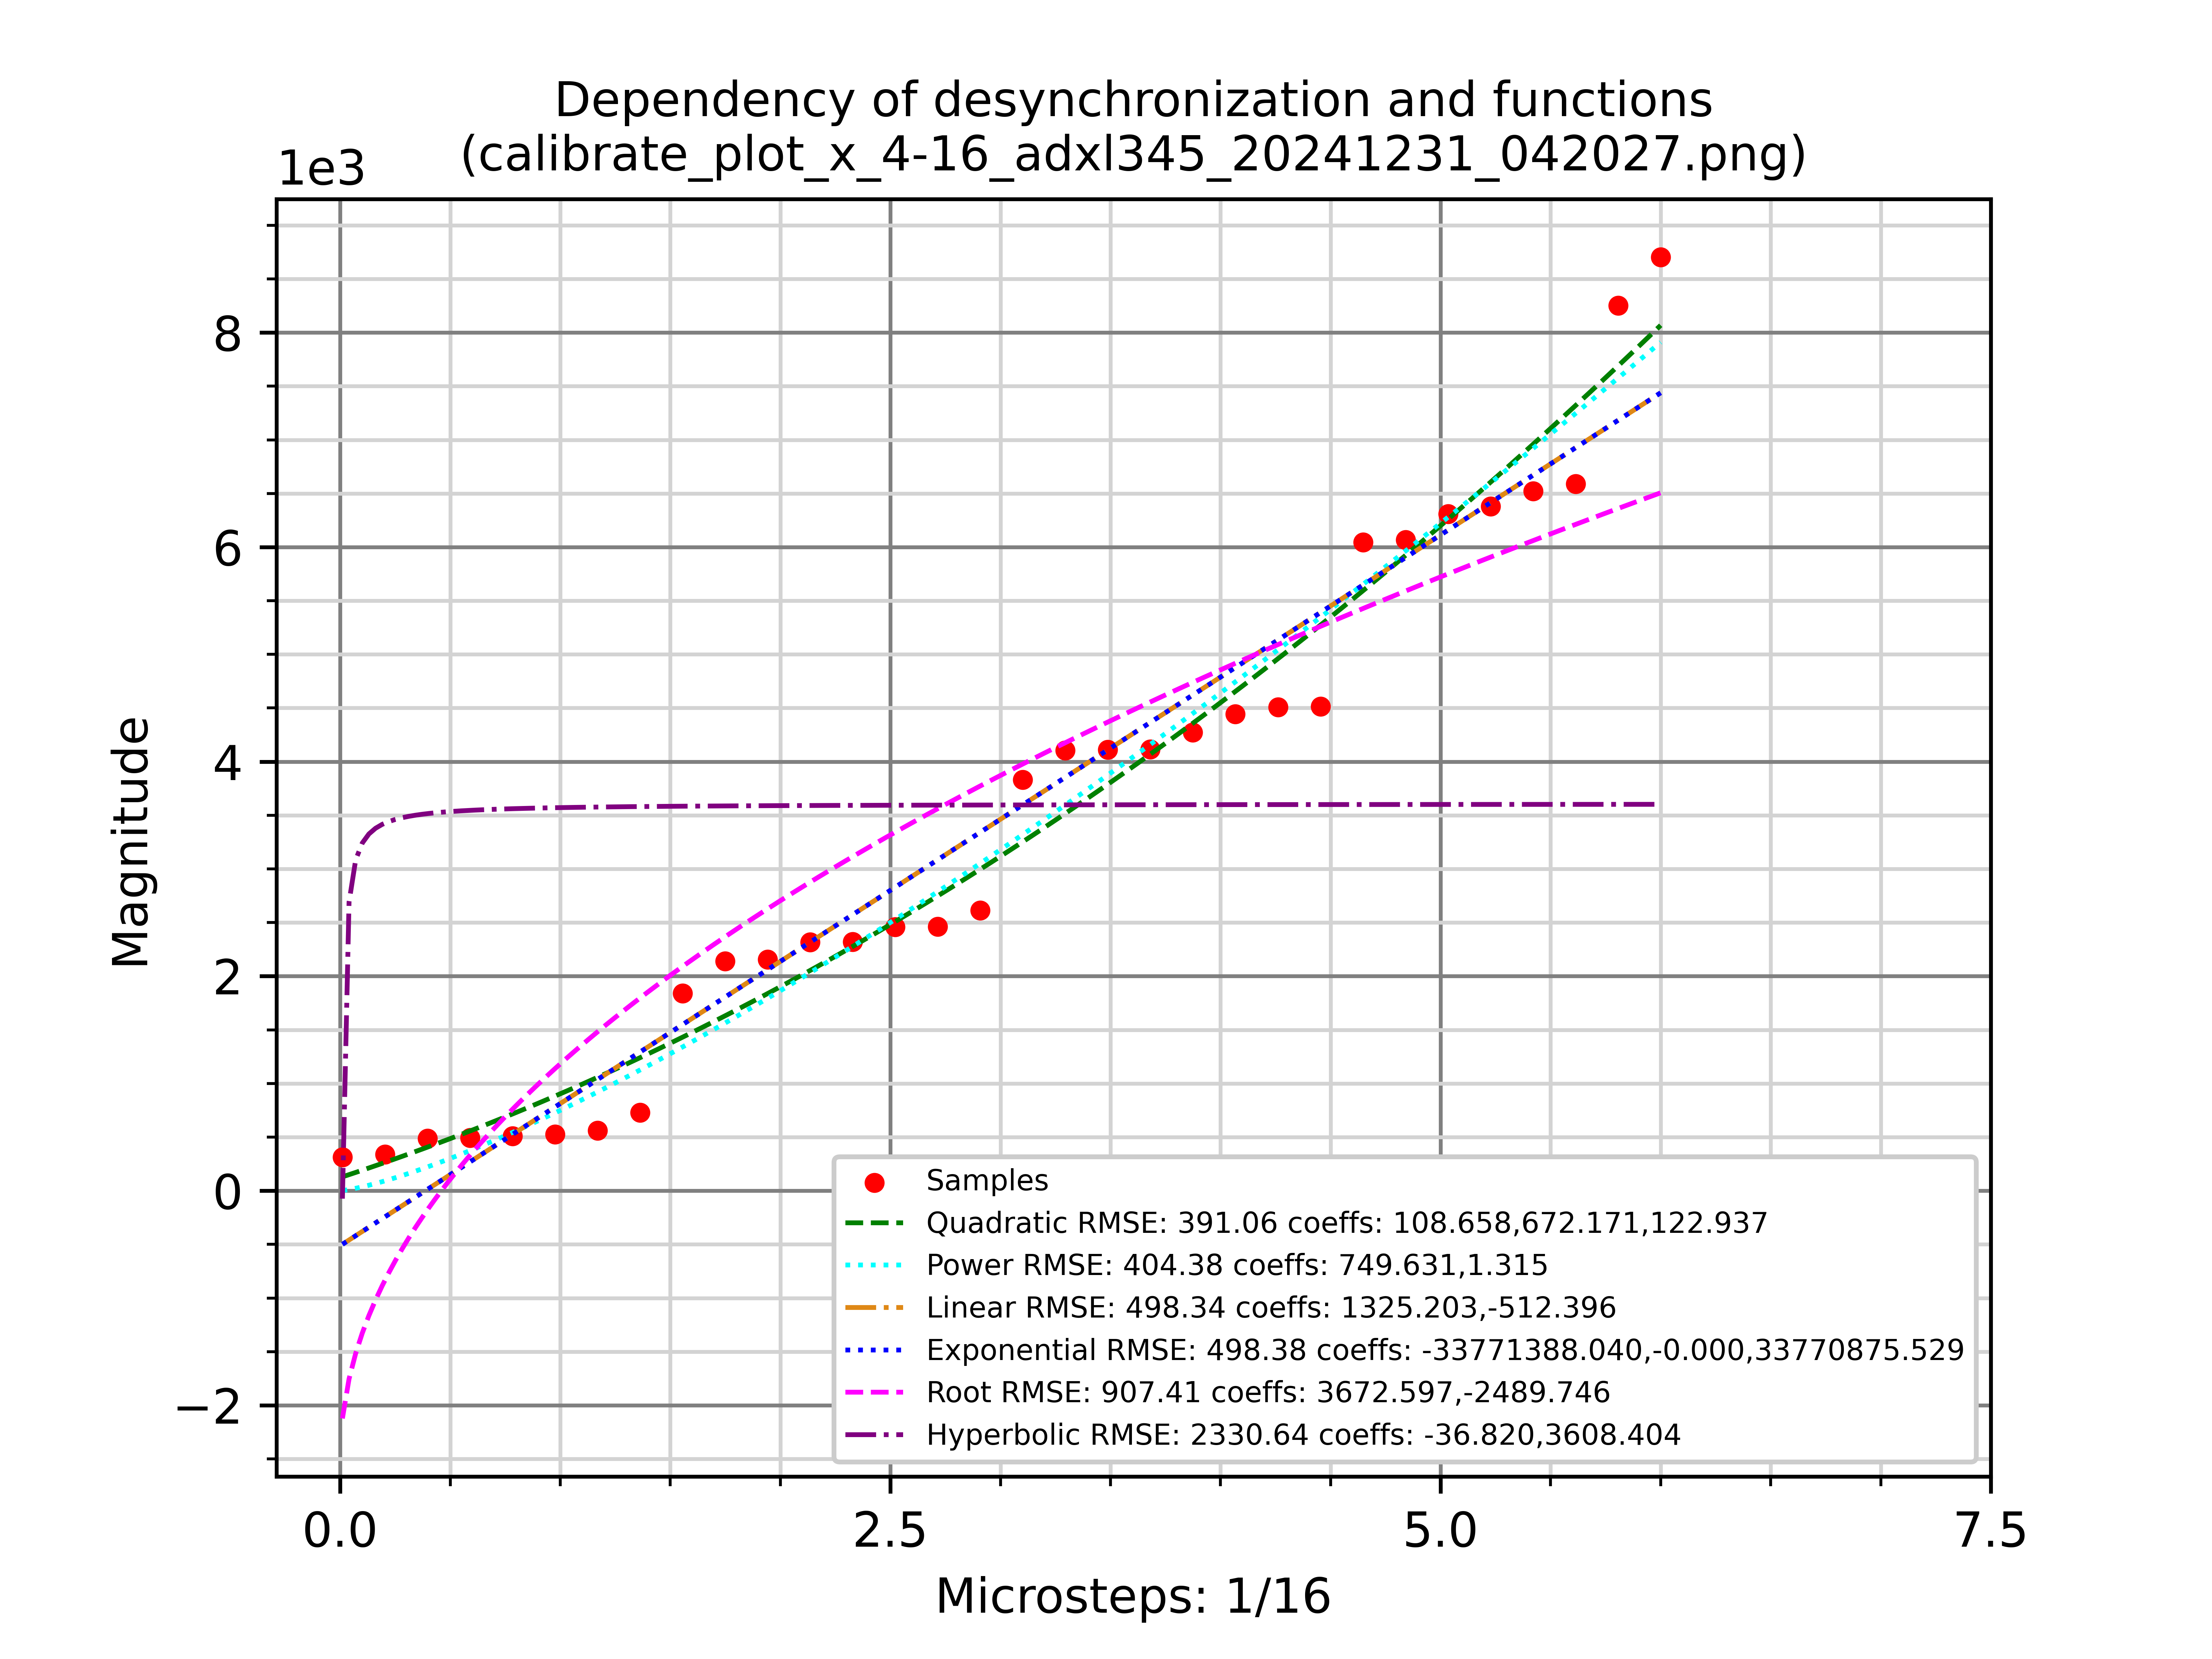 Dependency of desynchronization and functions
(calibrate_plot_x_4-16_adxl345_20241231_042027.png)
1e3
8
6
4
2
0
−2
Magnitude
Samples
Quadratic RMSE: 391.06 coeffs: 108.658,672.171,122.937
Power RMSE: 404.38 coeffs: 749.631,1.315
Linear RMSE: 498.34 coeffs: 1325.203,-512.396
Exponential RMSE: 498.38 coeffs: -33771388.040,-0.000,33770875.529
Root RMSE: 907.41 coeffs: 3672.597,-2489.746
Hyperbolic RMSE: 2330.64 coeffs: -36.820,3608.404
0.0 2.5 5.0 7.5
Microsteps: 1/16